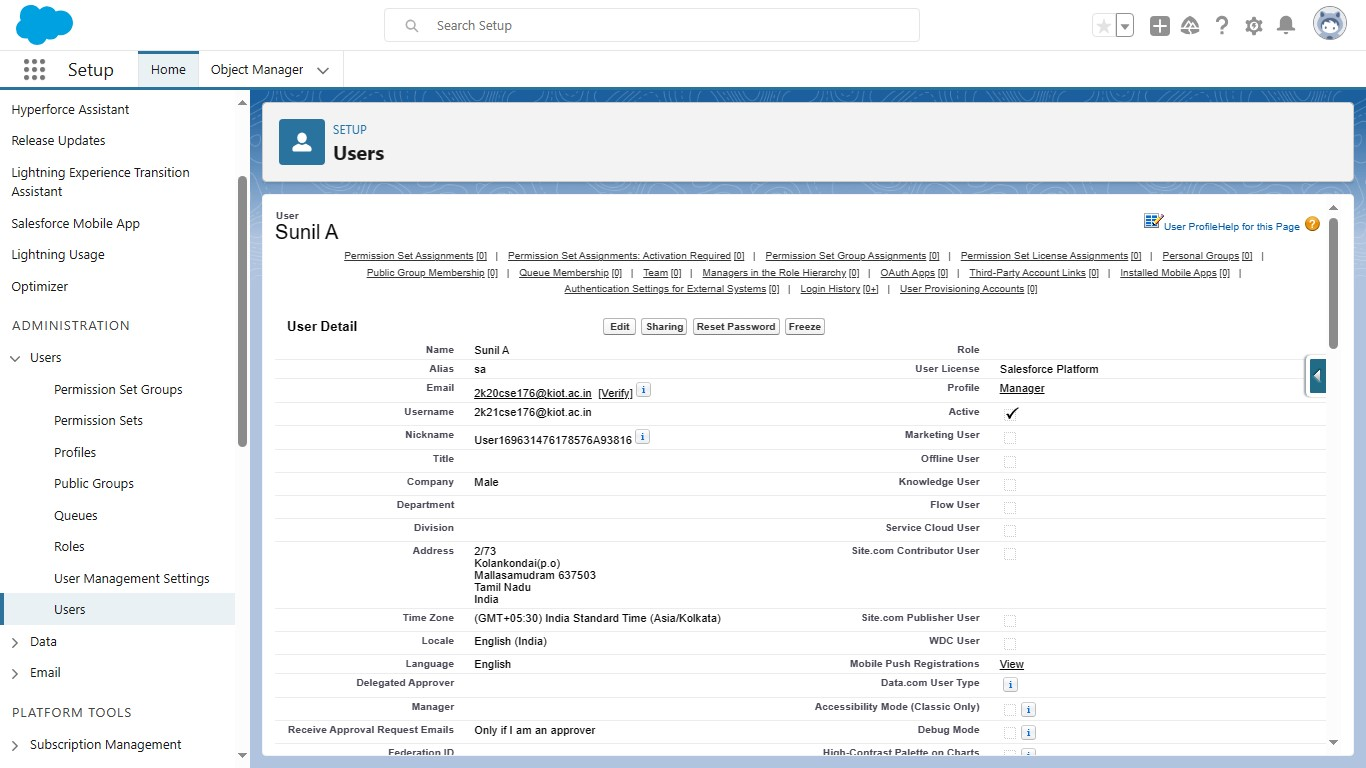 Search Setup
Setup
Home
Object Manager
Hyperforce Assistant
Release Updates
Lightning Experience Transition
Assistant
Salesforce Mobile App
Lightning Usage
Optimizer
ADMINISTRATION
Users
Permission Set Groups
Permission Sets
Profiles
Public Groups
Queues
Roles
User Management Settings
Users
Data
Email
PLATFORM TOOLS
Subscription Management
SETUP
Users
User
Sunil A
User Profile Help for this Page
Permission Set Assignments [0] | Permission Set Assignments: Activation Required [0] | Permission Set Group Assignments [0] | Permission Set License Assignments [0] | Personal Groups [0] |
Public Group Membership [0] | Queue Membership [0] | Team [0] | Managers in the Role Hierarchy [0] | OAuth Apps [0] | Third-Party Account Links [0] | Installed Mobile Apps [0] |
Authentication Settings for External Systems [0] | Login History [0+] | User Provisioning Accounts [0]
User Detail Edit Sharing Reset Password Freeze
Name Sunil A Role
Alias sa User License Salesforce Platform
Email 2k20cse176@kiot.ac.in [Verify] i Profile Manager
Username 2k21cse176@kiot.ac.in Active
Nickname User169631476178576A93816 i Marketing User
Title Offline User
Company Male Knowledge User
Department Flow User
Division Service Cloud User
Address 2/73 Site.com Contributor User
Kolankondai(p.o)
Mallasamudram 637503
Tamil Nadu
India
Time Zone (GMT+05:30) India Standard Time (Asia/Kolkata) Site.com Publisher User
Locale English (India) WDC User
Language English Mobile Push Registrations View
Delegated Approver Data.com User Type i
Manager Accessibility Mode (Classic Only) i
Receive Approval Request Emails Only if I am an approver Debug Mode i
Federation ID High-Contrast Palette on Charts i